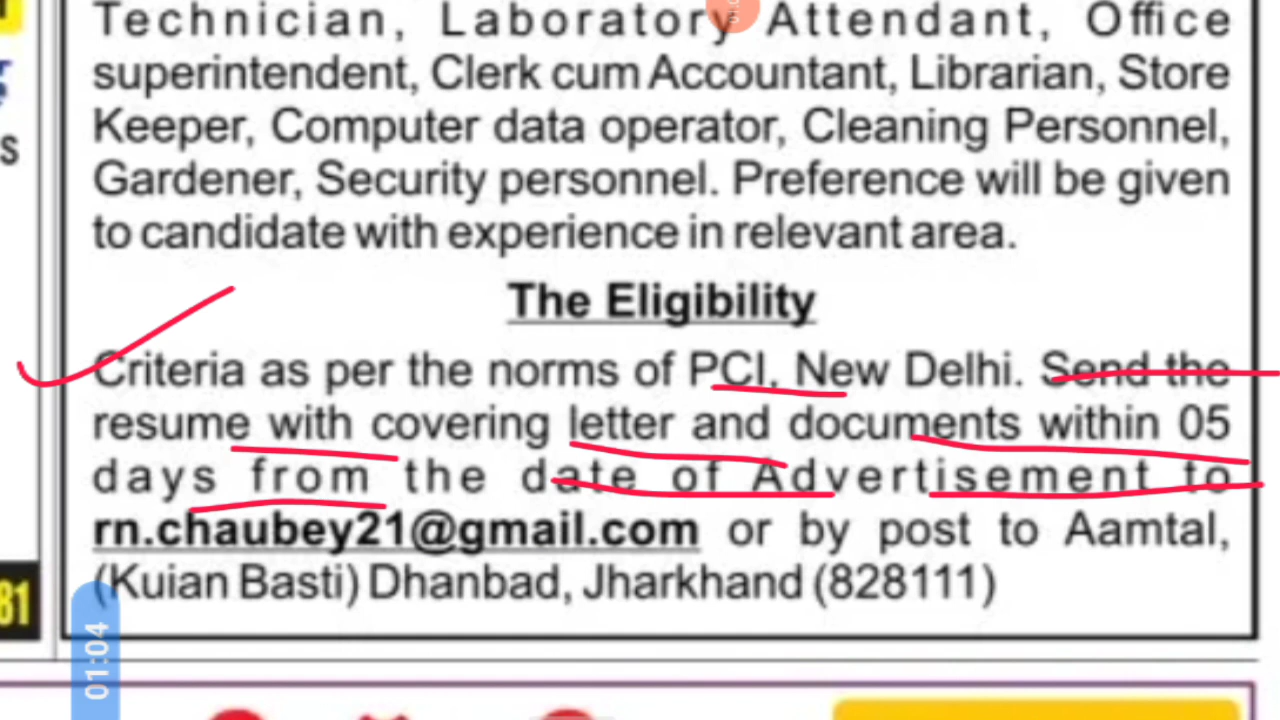 Technician, Laboratory Attendant, Office
superintendent, Clerk cum Accountant, Librarian, Store
Keeper, Computer data operator, Cleaning Personnel,
Gardener, Security personnel. Preference will be given
to candidate with experience in relevant area.
The Eligibility
Criteria as per the norms of PCI, New Delhi. Send the
resume with covering letter and documents within 05
days from the date of Advertisement to
rn.chaubey21@gmail.com or by post to Aamtal,
(Kuian Basti) Dhanbad, Jharkhand (828111)
s
81
01:04